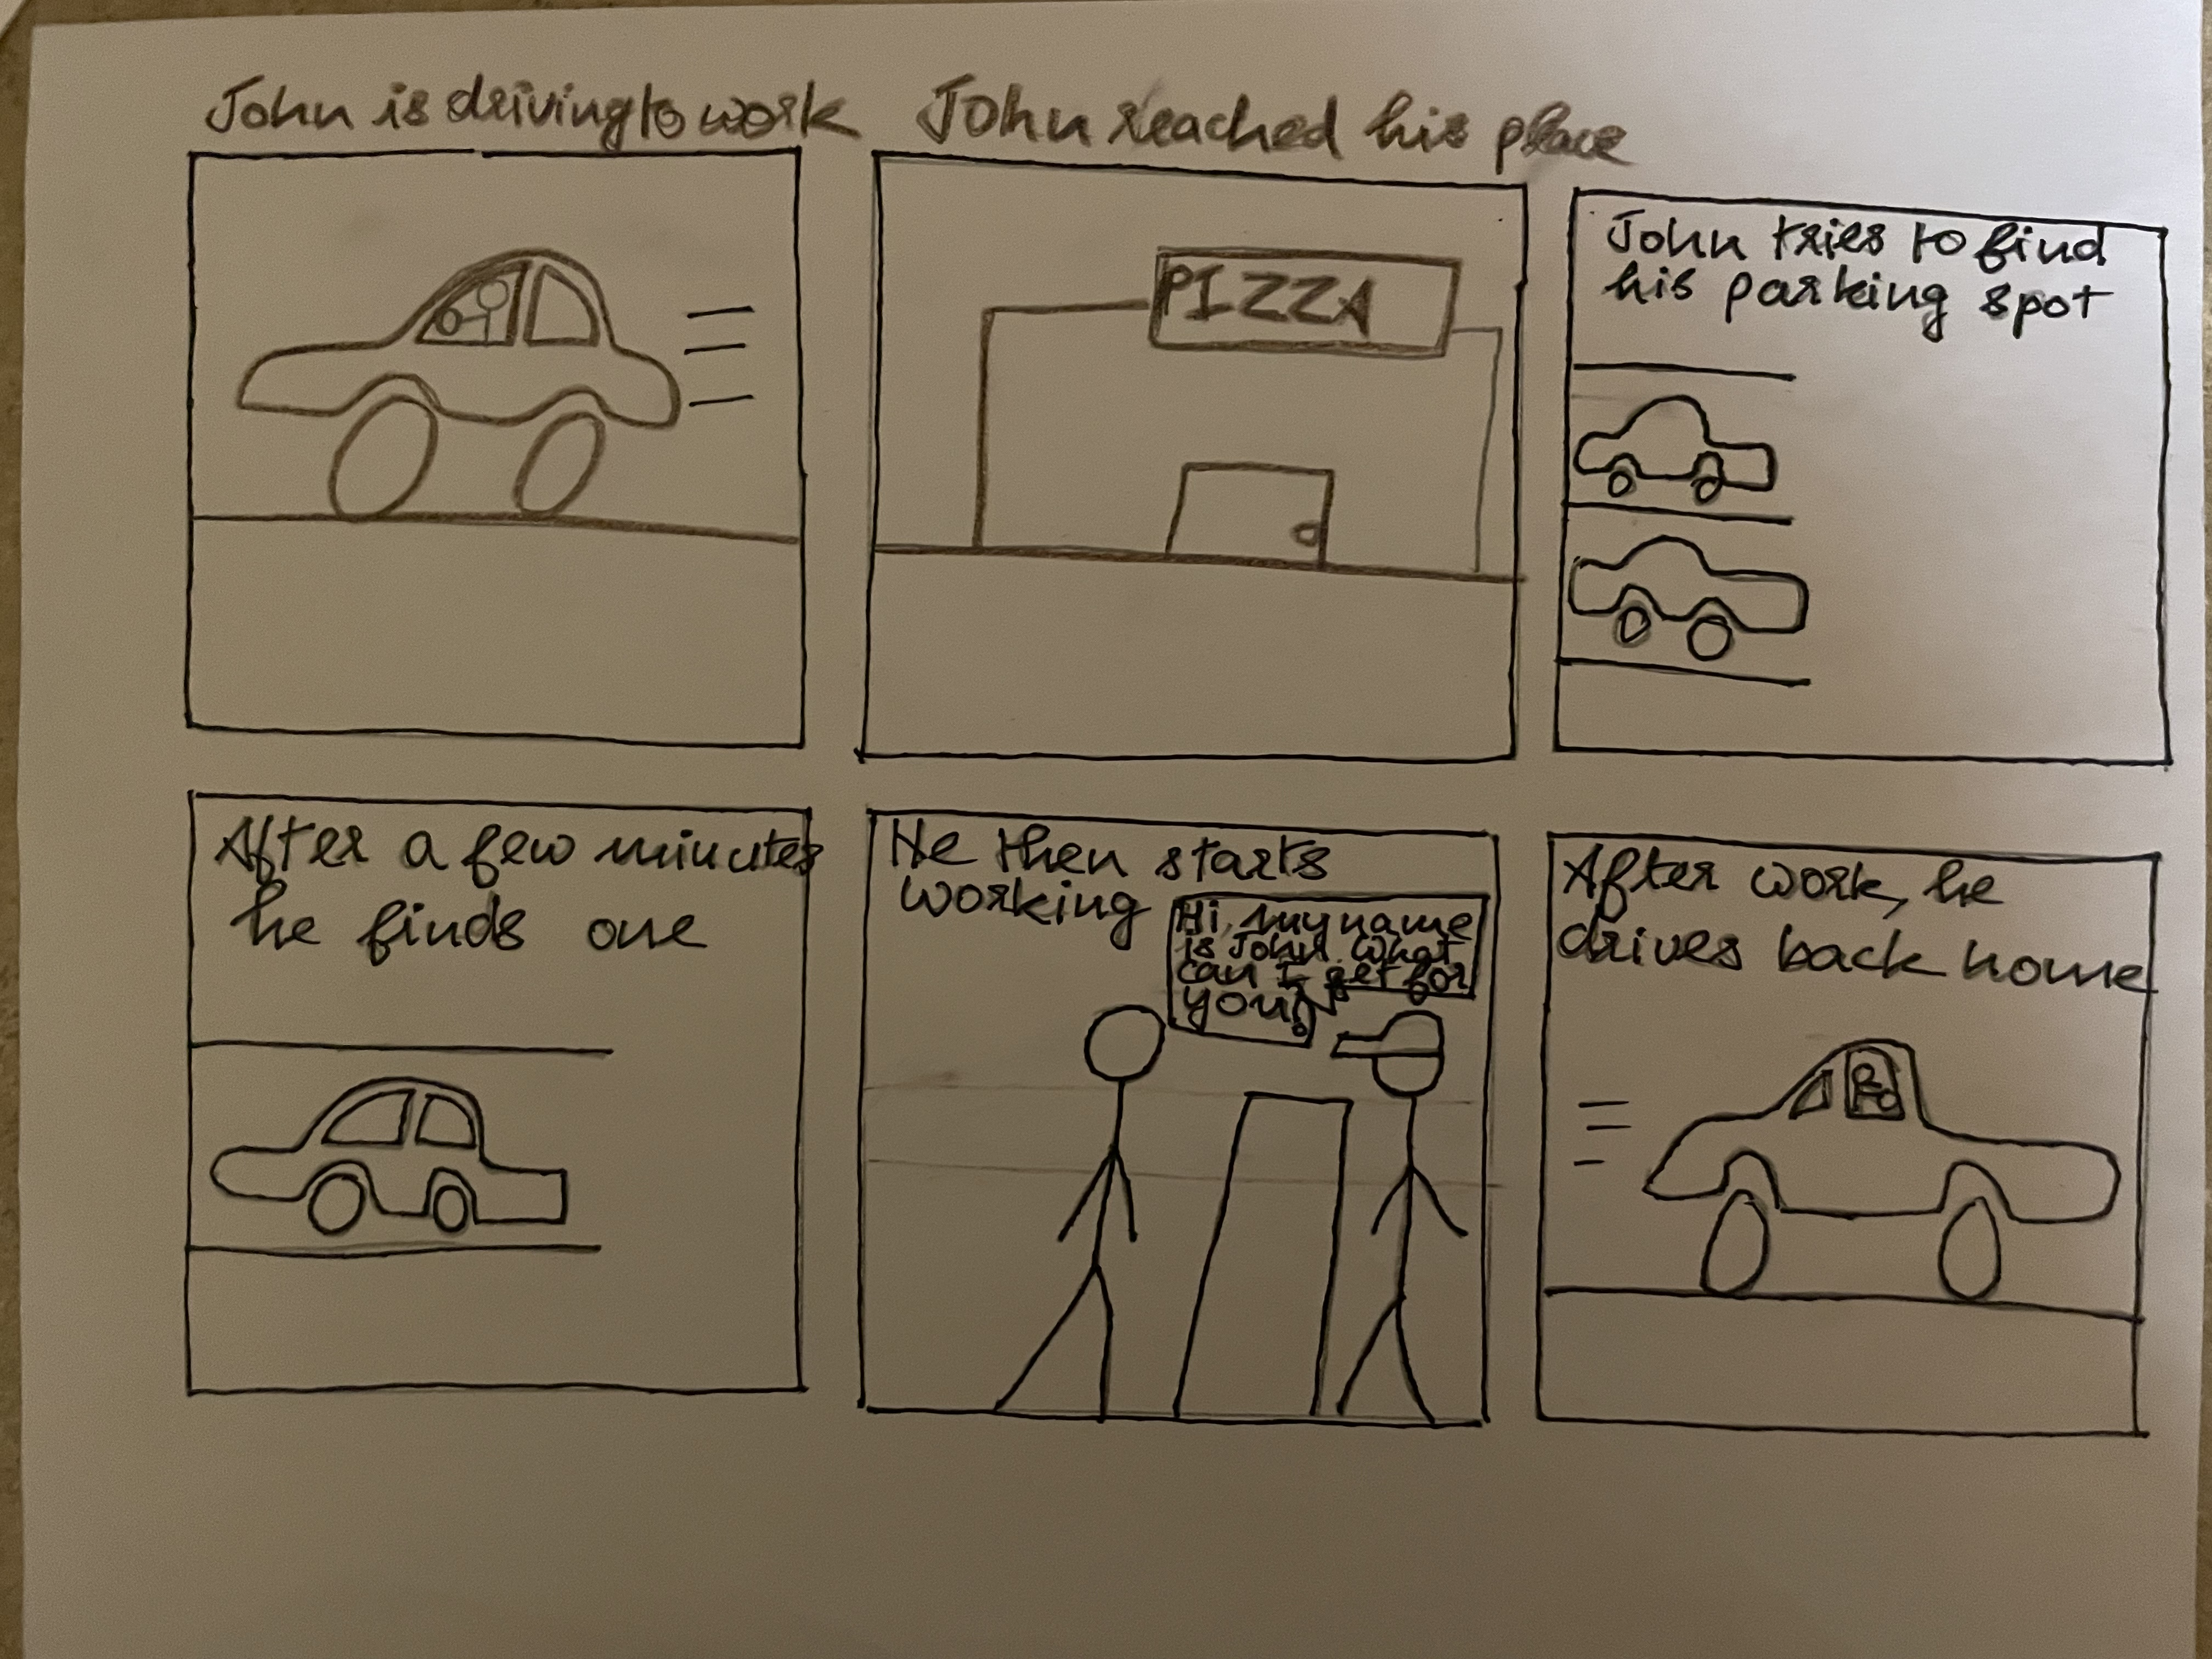 John is driving to work
John reached his place
PIZZA
John tries to find
his parking spot
After a few minutes
he finds one
He then starts
working
Hi, my name
is John what
can I get for
you?
After work, he
drives back home